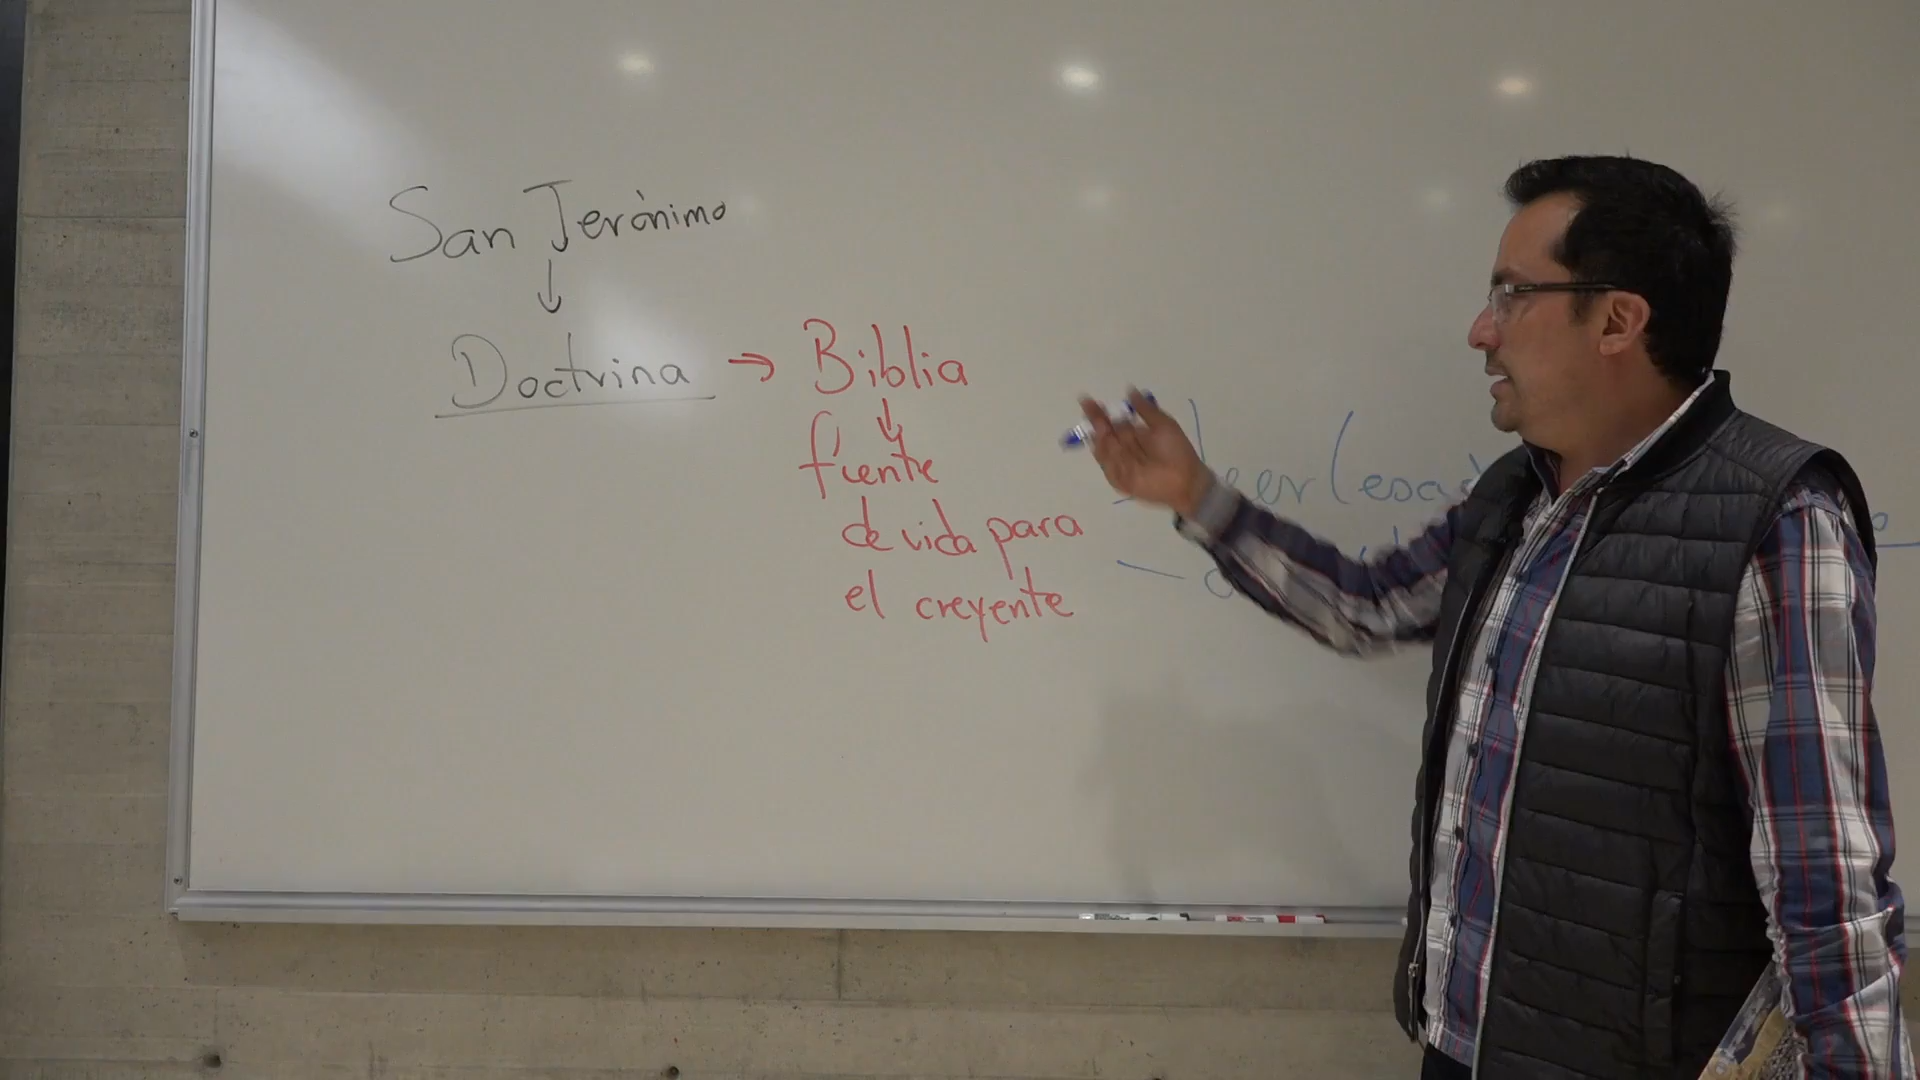 San Jerónimo
↓
Doctrina → Biblia
↓
fuente
de vida para
el creyente